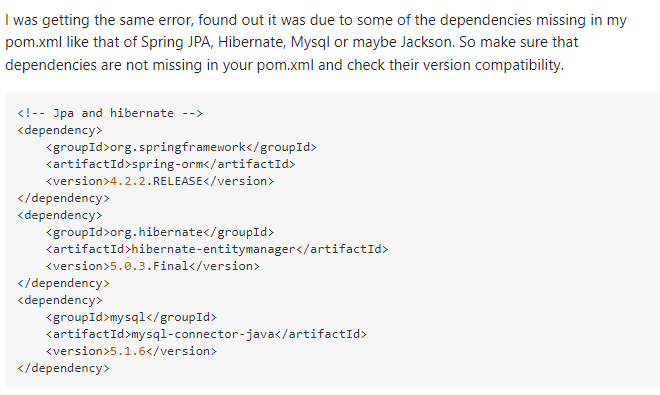 I was getting the same error, found out it was due to some of the dependencies missing in my
pom.xml like that of Spring JPA, Hibernate, Mysql or maybe Jackson. So make sure that
dependencies are not missing in your pom.xml and check their version compatibility.
<!-- Jpa and hibernate -->
<dependency>
    <groupId>org.springframework</groupId>
    <artifactId>spring-orm</artifactId>
    <version>4.2.2.RELEASE</version>
</dependency>
<dependency>
    <groupId>org.hibernate</groupId>
    <artifactId>hibernate-entitymanager</artifactId>
    <version>5.0.3.Final</version>
</dependency>
<dependency>
    <groupId>mysql</groupId>
    <artifactId>mysql-connector-java</artifactId>
    <version>5.1.6</version>
</dependency>